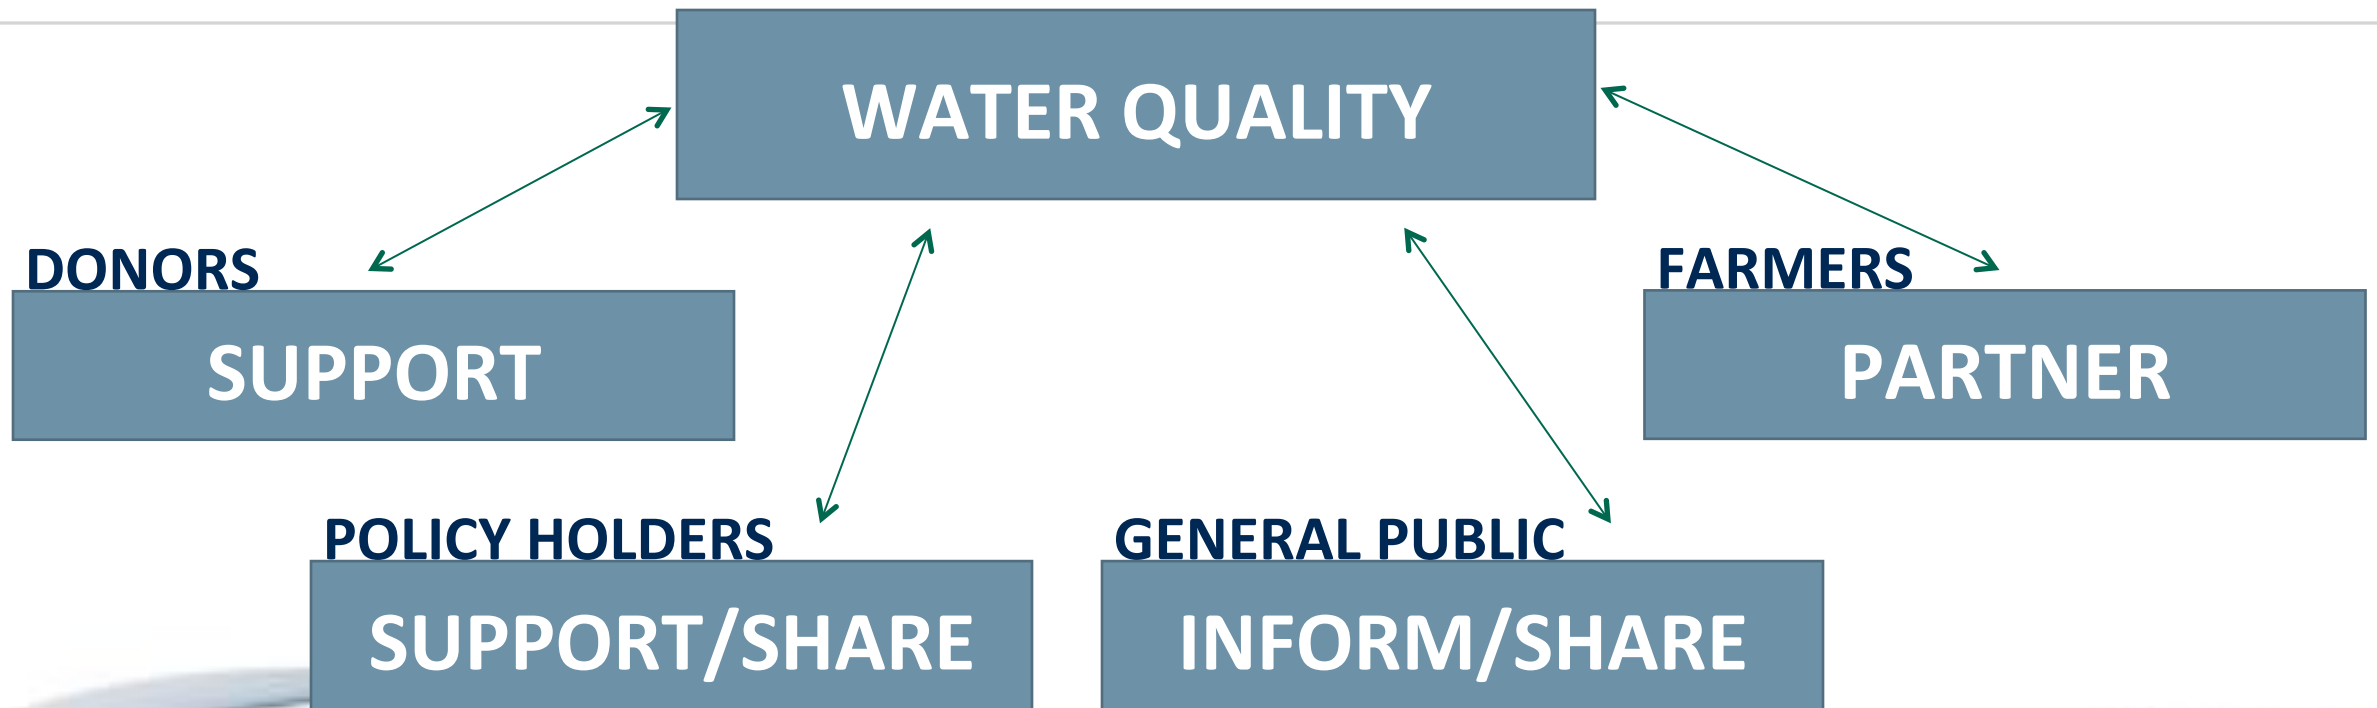 WATER QUALITY
DONORS
SUPPORT
FARMERS
PARTNER
POLICY HOLDERS
SUPPORT/SHARE
GENERAL PUBLIC
INFORM/SHARE